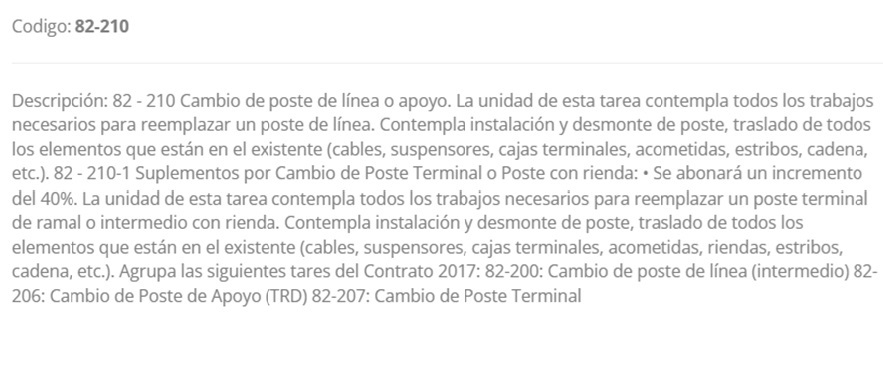 Codigo: 82-210
Descripción: 82 - 210 Cambio de poste de línea o apoyo. La unidad de esta tarea contempla todos los trabajos
necesarios para reemplazar un poste de línea. Contempla instalación y desmonte de poste, traslado de todos
los elementos que están en el existente (cables, suspensores, cajas terminales, acometidas, estribos, cadena,
etc.). 82 - 210-1 Suplementos por Cambio de Poste Terminal o Poste con rienda: • Se abonará un incremento
del 40%. La unidad de esta tarea contempla todos los trabajos necesarios para reemplazar un poste terminal
de ramal o intermedio con rienda. Contempla instalación y desmonte de poste, traslado de todos los
elementos que están en el existente (cables, suspensores, cajas terminales, acometidas, riendas, estribos,
cadena, etc.). Agrupa las siguientes tares del Contrato 2017: 82-200: Cambio de poste de línea (intermedio) 82-
206: Cambio de Poste de Apoyo (TRD) 82-207: Cambio de Poste Terminal